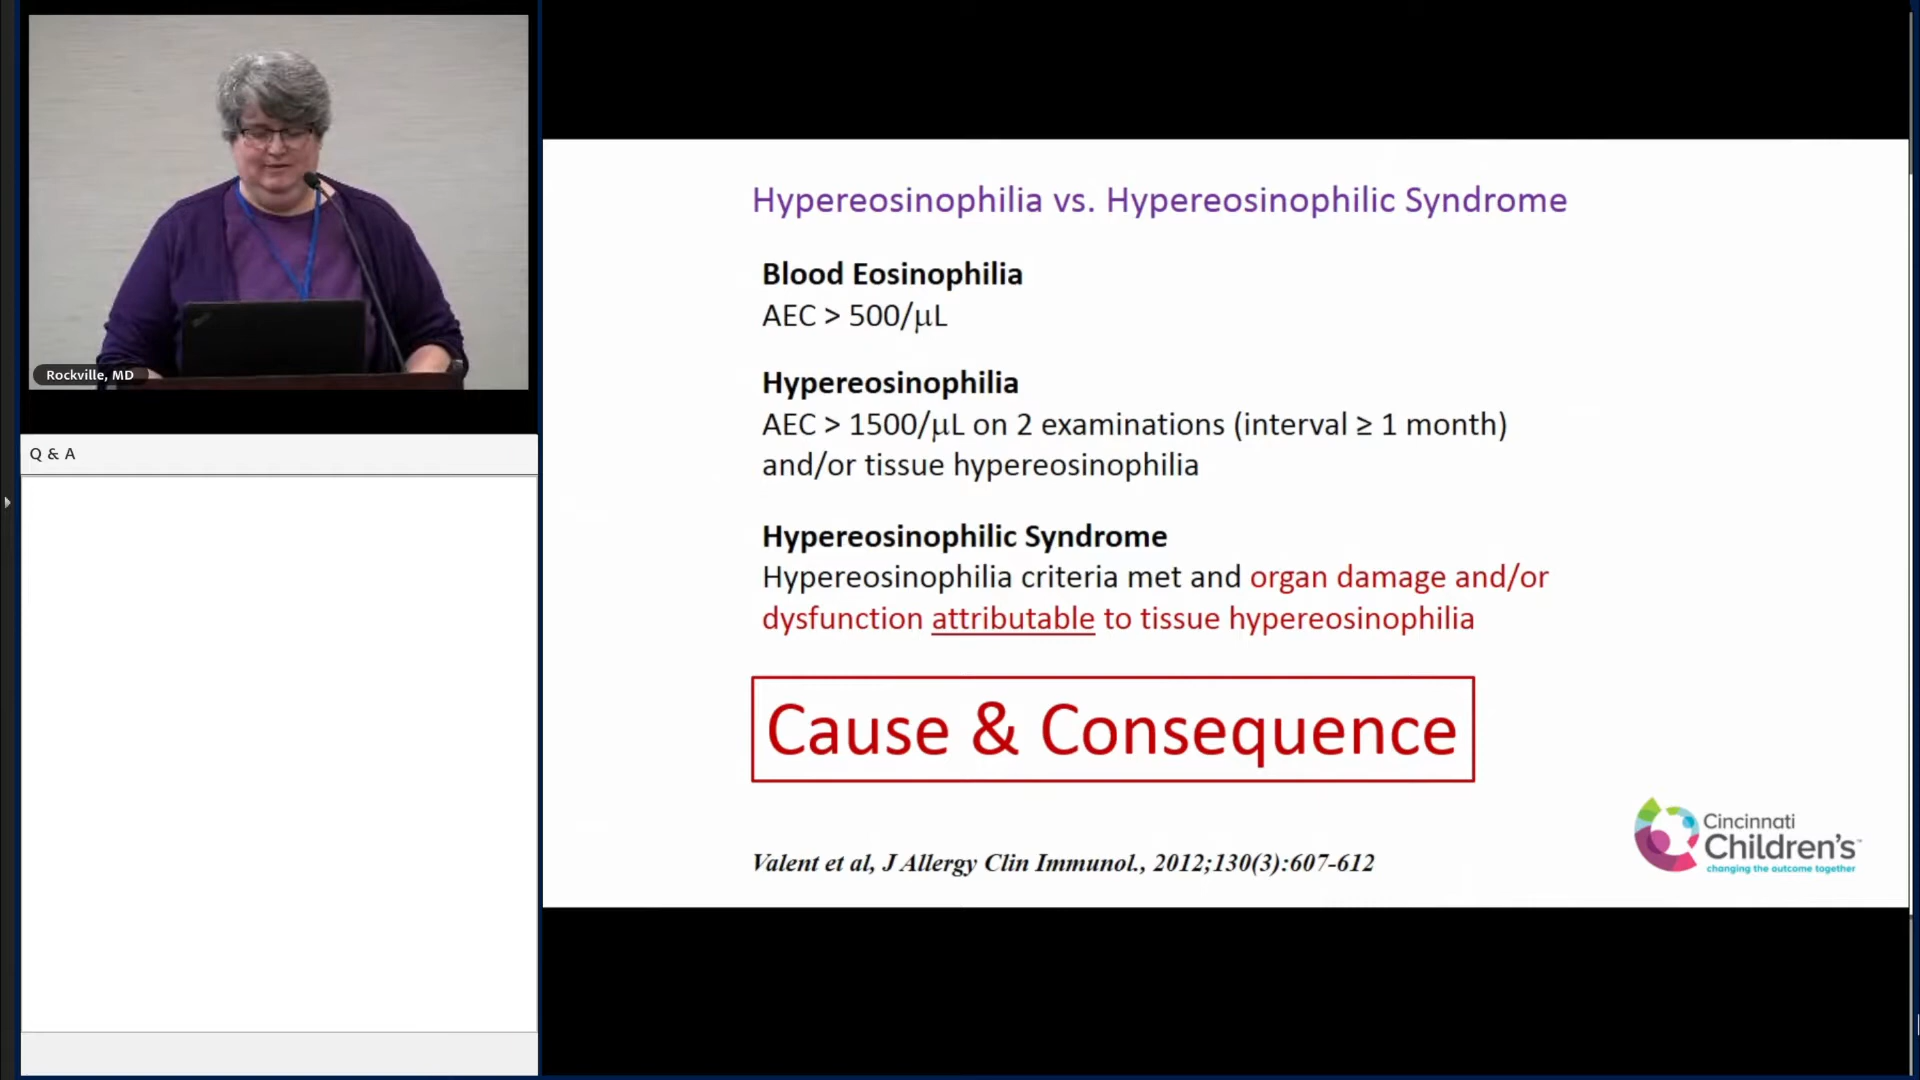 Rockville, MD
Q & A
Hypereosinophilia vs. Hypereosinophilic Syndrome
Blood Eosinophilia
AEC > 500/μL
Hypereosinophilia
AEC > 1500/μL on 2 examinations (interval ≥ 1 month)
and/or tissue hypereosinophilia
Hypereosinophilic Syndrome
Hypereosinophilia criteria met and organ damage and/or
dysfunction attributable to tissue hypereosinophilia
Cause & Consequence
Valent et al, J Allergy Clin Immunol., 2012;130(3):607-612
Cincinnati
Children's™
changing the outcome together